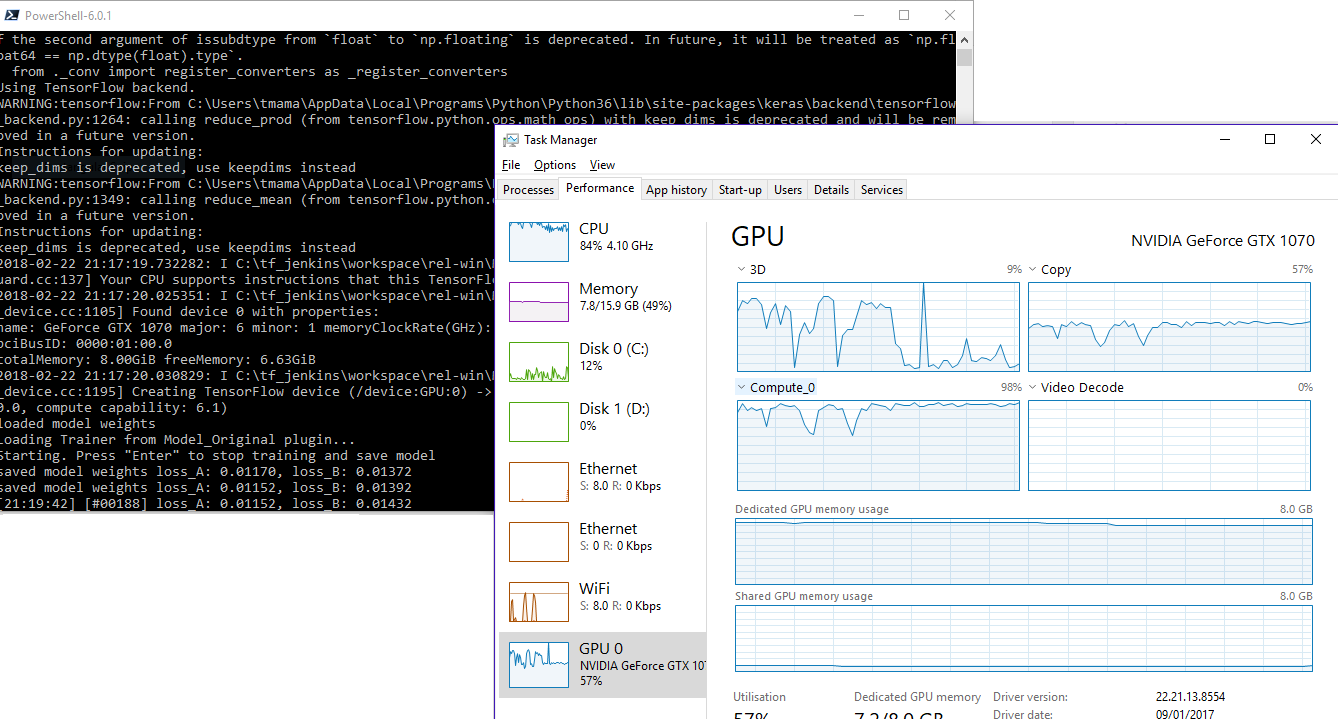 PowerShell-6.0.1
f the second argument of issubdtype from `float` to `np.floating` is deprecated. In future, it will be treated as `np.fl
oat64 == np.dtype(float).type`.
from ._conv import register_converters as _register_converters
Using TensorFlow backend.
WARNING:tensorflow:From C:\Users\tmama\AppData\Local\Programs\Python\Python36\lib\site-packages\keras\backend\tensorflow
_backend.py:1264: calling reduce_prod (from tensorflow.python.ops.math_ops) with keep_dims is deprecated and will be rem
oved in a future version.
Instructions for updating:
keep_dims is deprecated, use keepdims instead
WARNING:tensorflow:From C:\Users\tmama\AppData\Local\Programs\
_backend.py:1349: calling reduce_mean (from tensorflow.python.
oved in a future version.
Instructions for updating:
keep_dims is deprecated, use keepdims instead
2018-02-22 21:17:19.732282: I C:\tf_jenkins\workspace\rel-win\
uard.cc:137] Your CPU supports instructions that this TensorFl
2018-02-22 21:17:20.025351: I C:\tf_jenkins\workspace\rel-win\
_device.cc:1105] Found device 0 with properties:
name: GeForce GTX 1070 major: 6 minor: 1 memoryClockRate(GHz):
pciBusID: 0000:01:00.0
totalMemory: 8.00GiB freeMemory: 6.63GiB
2018-02-22 21:17:20.030829: I C:\tf_jenkins\workspace\rel-win\
_device.cc:1195] Creating TensorFlow device (/device:GPU:0) ->
0.0, compute capability: 6.1)
loaded model weights
Loading Trainer from Model_Original plugin...
Starting. Press "Enter" to stop training and save model
saved model weights loss_A: 0.01170, loss_B: 0.01372
saved model weights loss_A: 0.01152, loss_B: 0.01392
[21:19:42] [#00188] loss_A: 0.01152, loss_B: 0.01432
Task Manager
File Options View
Processes Performance App history Start-up Users Details Services
CPU
84% 4.10 GHz
Memory
7.8/15.9 GB (49%)
Disk 0 (C:)
12%
Disk 1 (D:)
0%
Ethernet
S: 8.0 R: 0 Kbps
Ethernet
S: 0 R: 0 Kbps
WiFi
S: 8.0 R: 0 Kbps
GPU 0
NVIDIA GeForce GTX 107
57%
GPU
NVIDIA GeForce GTX 1070
3D 9% Copy 57%
Compute_0 98% Video Decode 0%
Dedicated GPU memory usage 8.0 GB
Shared GPU memory usage 8.0 GB
Utilisation Dedicated GPU memory Driver version: 22.21.13.8554
57% 7.2/8.0 GB Driver date: 09/01/2017